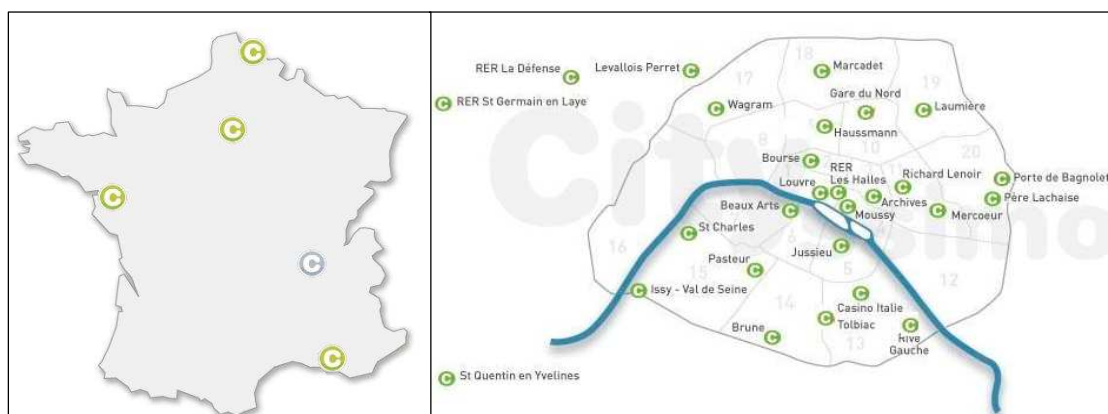 RER La Défense
Levallois Perret
RER St Germain en Laye
18
Marcadet
17
Gare du Nord
19
Wagram
Laumière
Haussmann
8
10
Bourse
RER
Les Halles
Richard Lenoir
20
Louvre
Porte de Bagnolet
Archives
Père Lachaise
Beaux Arts
Moussy
Mercoeur
St Charles
6
Jussieu
16
Pasteur
5
12
15
Issy - Val de Seine
14
Casino Italie
Brune
Tolbiac
Rive
Gauche
13
St Quentin en Yvelines
Cityssimo